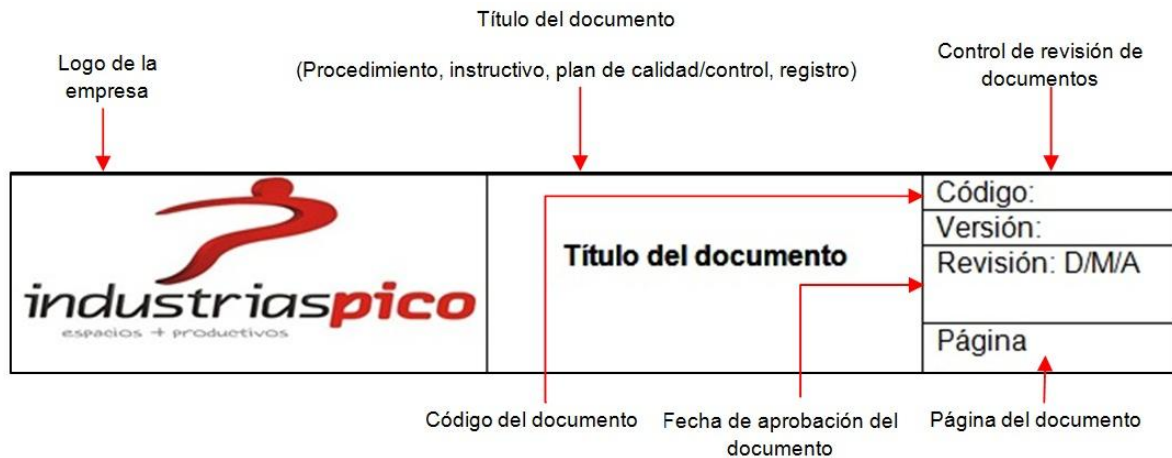 Título del documento
(Procedimiento, instructivo, plan de calidad/control, registro)
Logo de la
empresa
Control de revisión de
documentos
industriaspico
espacios + productivos
Título del documento
Código:
Versión:
Revisión: D/M/A
Página
Código del documento
Fecha de aprobación del
documento
Página del documento